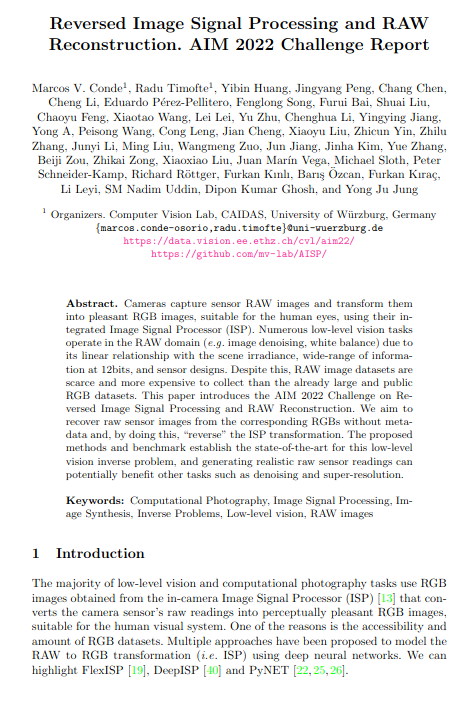 Reversed Image Signal Processing and RAW
Reconstruction. AIM 2022 Challenge Report
Marcos V. Conde1, Radu Timofte1, Yibin Huang, Jingyang Peng, Chang Chen,
Cheng Li, Eduardo Pérez-Pellitero, Fenglong Song, Furui Bai, Shuai Liu,
Chaoyu Feng, Xiaotao Wang, Lei Lei, Yu Zhu, Chenghua Li, Yingying Jiang,
Yong A, Peisong Wang, Cong Leng, Jian Cheng, Xiaoyu Liu, Zhicun Yin, Zhilu
Zhang, Junyi Li, Ming Liu, Wangmeng Zuo, Jun Jiang, Jinha Kim, Yue Zhang,
Beiji Zou, Zhikai Zong, Xiaoxiao Liu, Juan Marín Vega, Michael Sloth, Peter
Schneider-Kamp, Richard Röttger, Furkan Kınlı, Barış Özcan, Furkan Kıraç,
Li Leyi, SM Nadim Uddin, Dipon Kumar Ghosh, and Yong Ju Jung
1 Organizers. Computer Vision Lab, CAIDAS, University of Würzburg, Germany
{marcos.conde-osorio,radu.timofte}@uni-wuerzburg.de
https://data.vision.ee.ethz.ch/cvl/aim22/
https://github.com/mv-lab/AISP/
Abstract. Cameras capture sensor RAW images and transform them
into pleasant RGB images, suitable for the human eyes, using their in-
tegrated Image Signal Processor (ISP). Numerous low-level vision tasks
operate in the RAW domain (e.g. image denoising, white balance) due to
its linear relationship with the scene irradiance, wide-range of informa-
tion at 12bits, and sensor designs. Despite this, RAW image datasets are
scarce and more expensive to collect than the already large and public
RGB datasets. This paper introduces the AIM 2022 Challenge on Re-
versed Image Signal Processing and RAW Reconstruction. We aim to
recover raw sensor images from the corresponding RGBs without meta-
data and, by doing this, “reverse” the ISP transformation. The proposed
methods and benchmark establish the state-of-the-art for this low-level
vision inverse problem, and generating realistic raw sensor readings can
potentially benefit other tasks such as denoising and super-resolution.
Keywords: Computational Photography, Image Signal Processing, Im-
age Synthesis, Inverse Problems, Low-level vision, RAW images
1 Introduction
The majority of low-level vision and computational photography tasks use RGB
images obtained from the in-camera Image Signal Processor (ISP) [13] that con-
verts the camera sensor's raw readings into perceptually pleasant RGB images,
suitable for the human visual system. One of the reasons is the accessibility and
amount of RGB datasets. Multiple approaches have been proposed to model the
RAW to RGB transformation (i.e. ISP) using deep neural networks. We can
highlight FlexISP [19], DeepISP [40] and PyNET [22,25,26].